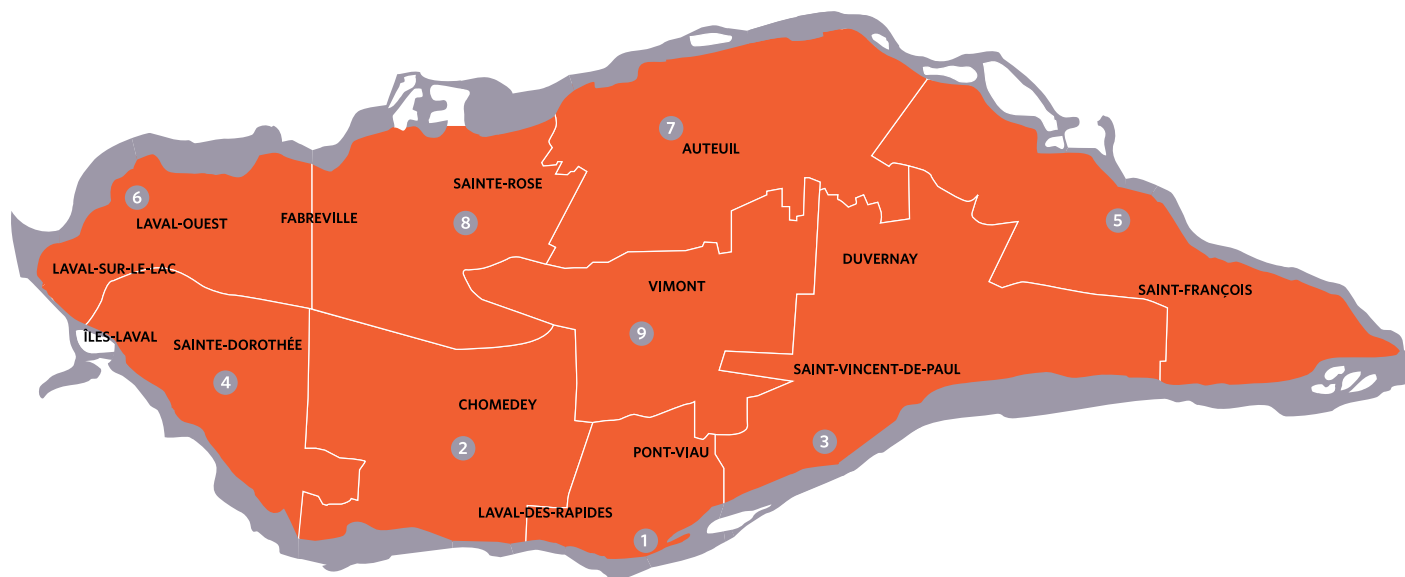 7
AUTEUIL
SAINTE-ROSE
6
LAVAL-OUEST
FABREVILLE
8
5
LAVAL-SUR-LE-LAC
DUVERNAY
VIMONT
SAINT-FRANÇOIS
ÎLES-LAVAL
SAINTE-DOROTHÉE
9
4
SAINT-VINCENT-DE-PAUL
CHOMEDEY
2
PONT-VIAU
3
LAVAL-DES-RAPIDES
1